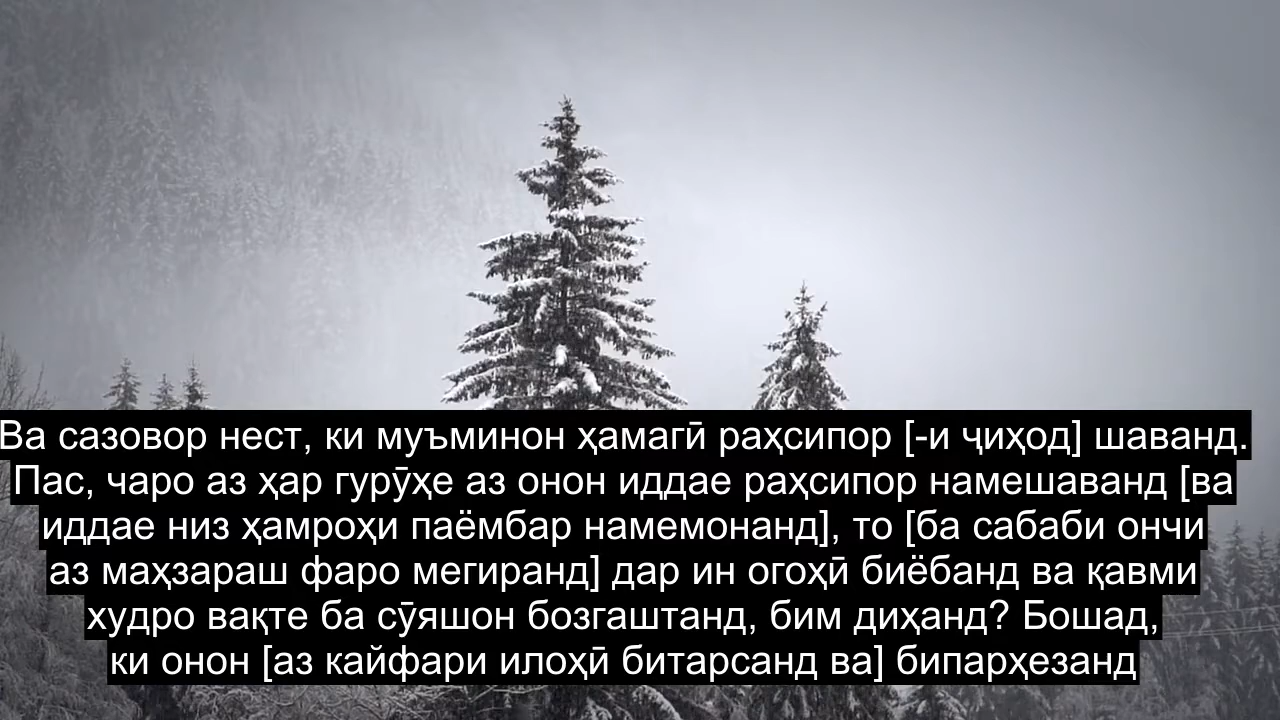 Ва сазовор нест, ки муъминон ҳамагӣ раҳсипор [-и ҷиҳод] шаванд.
Пас, чаро аз ҳар гурӯҳе аз онон иддае раҳсипор намешаванд [ва
иддае низ ҳамроҳи паёмбар намемонанд], то [ба сабаби ончи
аз маҳзараш фаро мегиранд] дар ин огоҳӣ биёбанд ва қавми
худро вақте ба сӯяшон бозгаштанд, бим диҳанд? Бошад,
ки онон [аз кайфари илоҳӣ битарсанд ва] бипарҳезанд